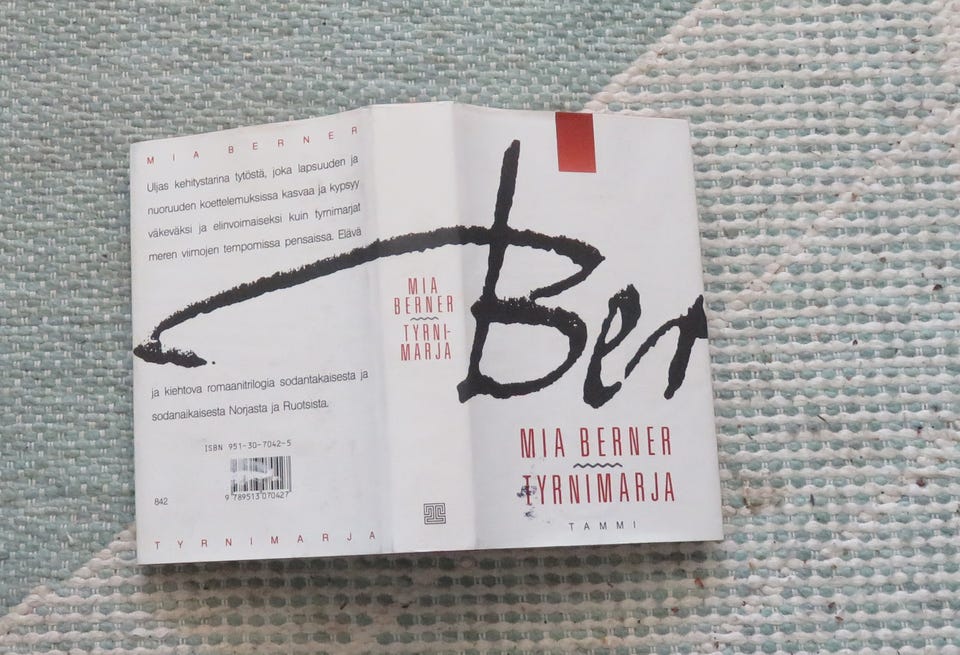 MIA BERNER
Uljas kehitystarina tytöstä, joka lapsuuden ja
nuoruuden koettelemuksissa kasvaa ja kypsyy
väkeväksi ja elinvoimaiseksi kuin tyrnimarjat
meren viimojen tempomissa pensaissa. Elävä
ja kiehtova romaanitrilogia sodantakaisesta ja
sodanaikaisesta Norjasta ja Ruotsista.
ISBN 951-30-7042-5
9 789513 070427
842
TYRNIMARJA
MIA
BERNER
TYRNI-
MARJA
Ber
MIA BERNER
TYRNIMARJA
TAMMI